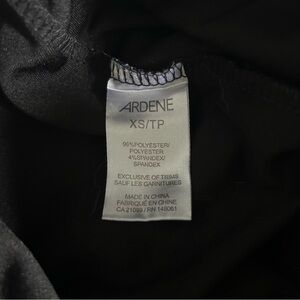 ARDENE
XS/TP
96%POLYESTER/
POLYESTER
4%SPANDEX/
SPANDEX
EXCLUSIVE OF TRIMS
SAUF LES GARNITURES
MADE IN CHINA
FABRIQUÉ EN CHINE
CA 21099 / RN 148061